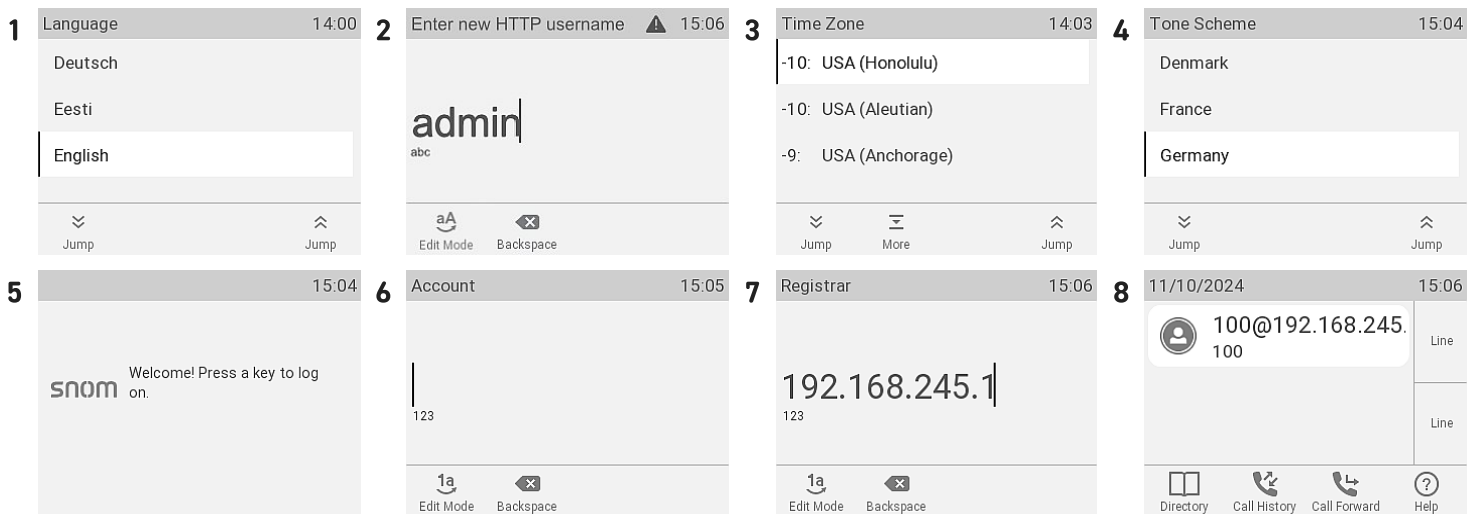 1
Language 14:00
Deutsch
Eesti
English
Jump Jump
2
Enter new HTTP username 15:06
admin
abc
aA
Edit Mode Backspace
3
Time Zone 14:03
-10: USA (Honolulu)
-10: USA (Aleutian)
-9: USA (Anchorage)
Jump More Jump
4
Tone Scheme 15:04
Denmark
France
Germany
Jump Jump
5
15:04
snom
Welcome! Press a key to log
on.
6
Account 15:05
123
1a
Edit Mode Backspace
7
Registrar 15:06
192.168.245.1
123
1a
Edit Mode Backspace
8
11/10/2024 15:06
100@192.168.245.
100
Line
Line
Directory Call History Call Forward Help